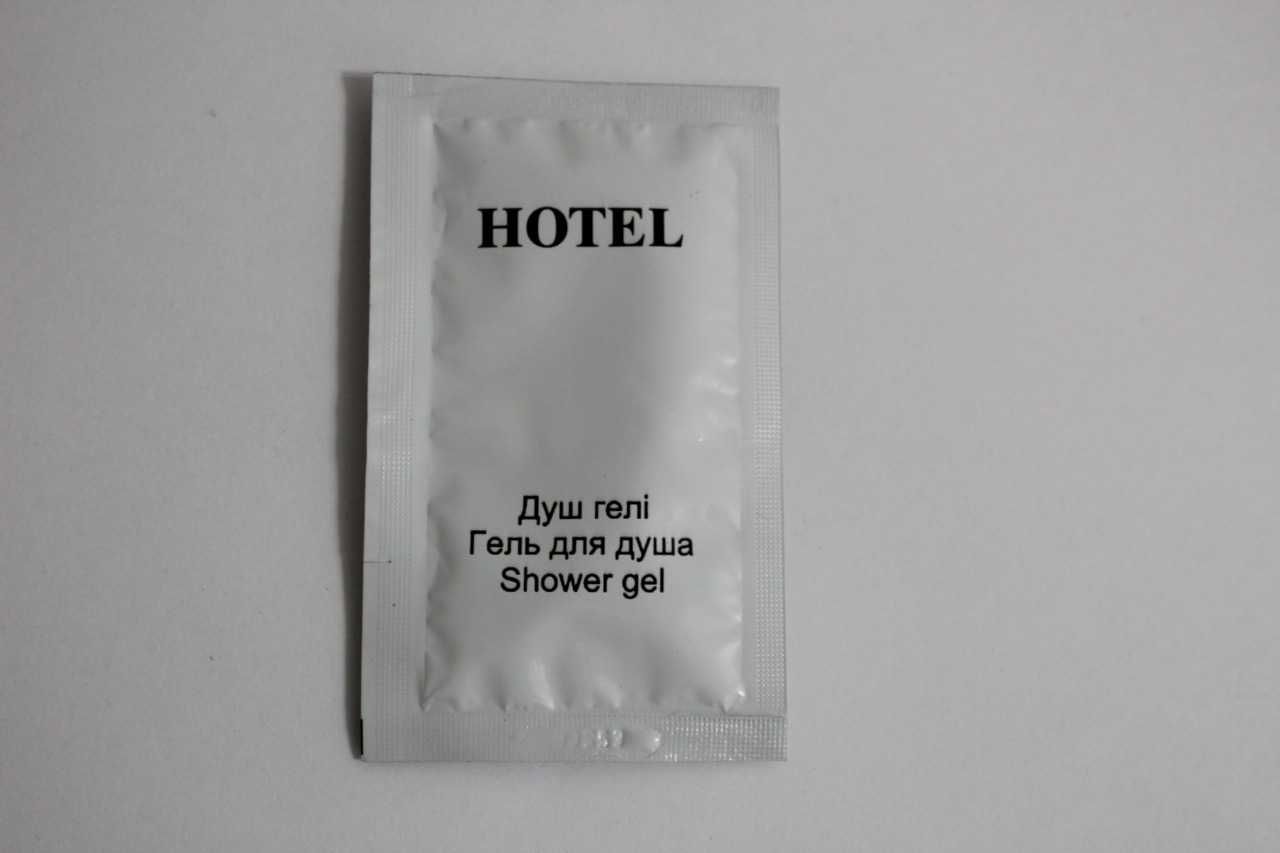 HOTEL
Душ гелі
Гель для душа
Shower gel